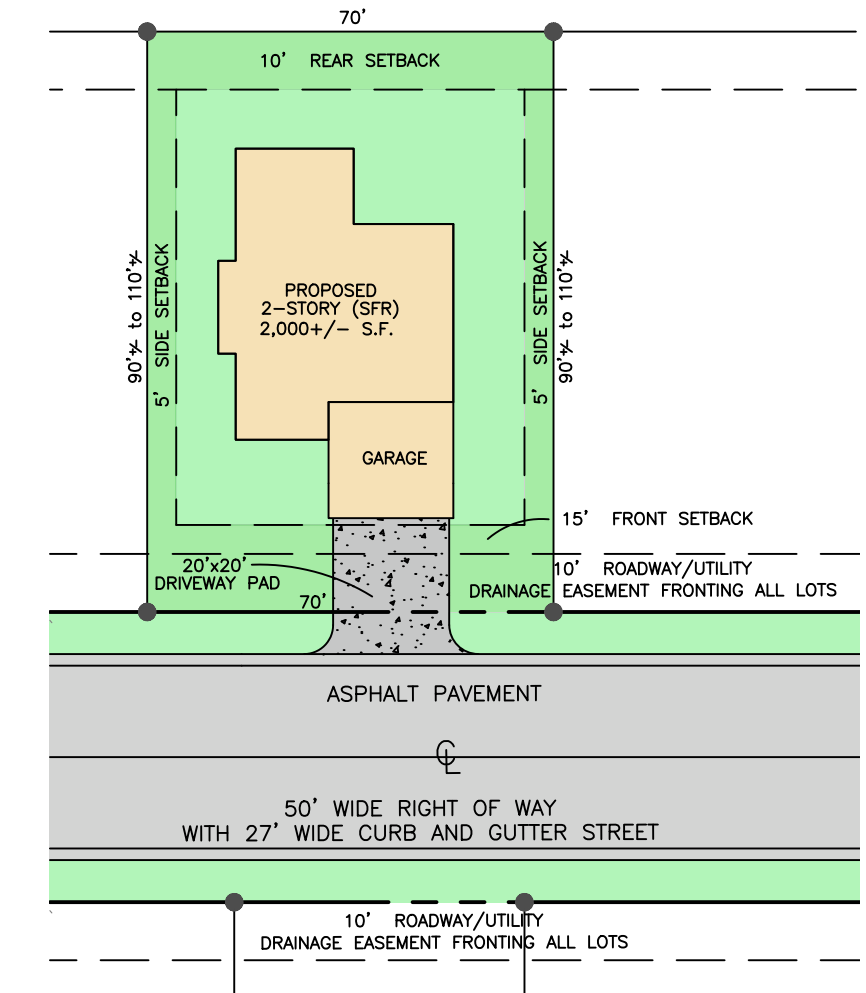 70'
10' REAR SETBACK
90'+/- to 110'+/-
5' SIDE SETBACK
PROPOSED
2-STORY (SFR)
2,000+/- S.F.
5' SIDE SETBACK
90'+/- to 110'+/-
GARAGE
15' FRONT SETBACK
20'x20'
DRIVEWAY PAD
10' ROADWAY/UTILITY
DRAINAGE EASEMENT FRONTING ALL LOTS
70'
ASPHALT PAVEMENT
CL
50' WIDE RIGHT OF WAY
WITH 27' WIDE CURB AND GUTTER STREET
10' ROADWAY/UTILITY
DRAINAGE EASEMENT FRONTING ALL LOTS